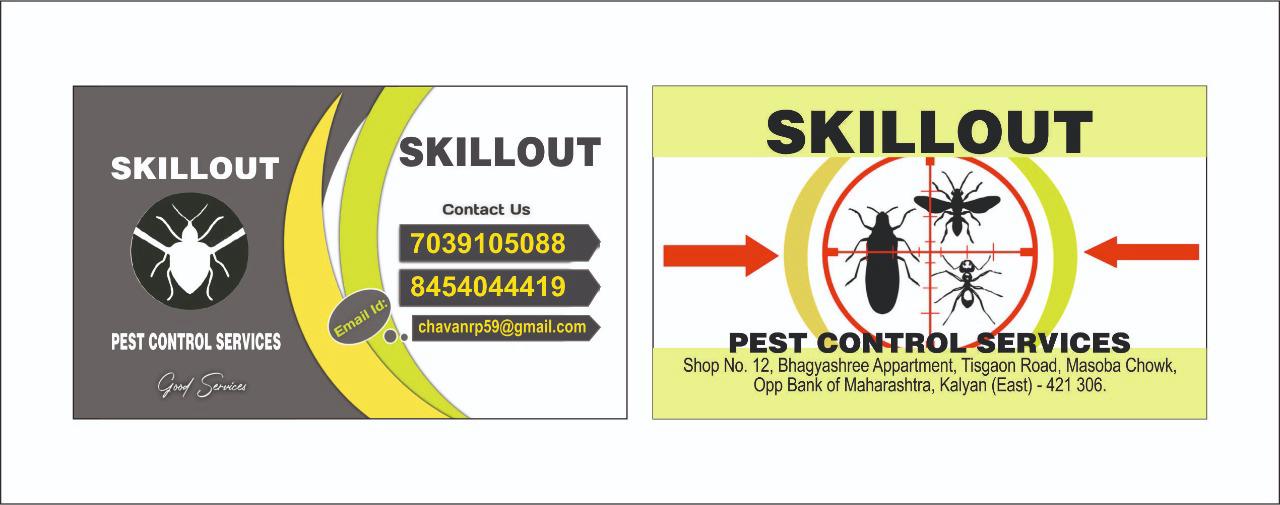 SKILLOUT
PEST CONTROL SERVICES
Good Services
SKILLOUT
Contact Us
7039105088
8454044419
Email Id:
chavanrp59@gmail.com
SKILLOUT
PEST CONTROL SERVICES
Shop No. 12, Bhagyashree Appartment, Tisgaon Road, Masoba Chowk,
Opp Bank of Maharashtra, Kalyan (East) - 421 306.